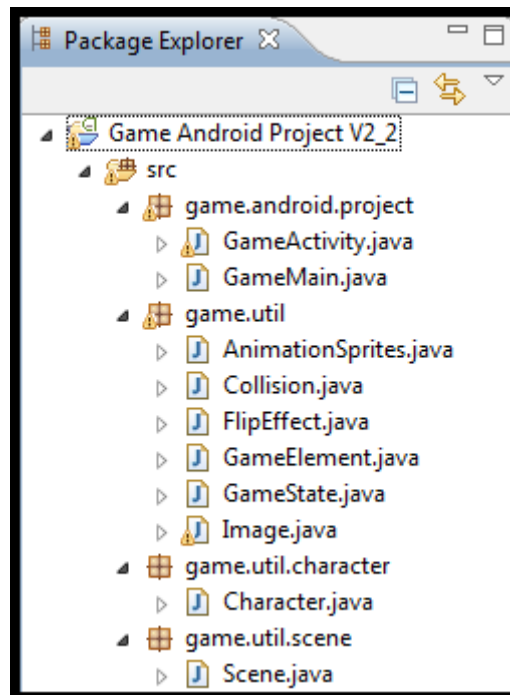 Package Explorer
Game Android Project V2_2
src
game.android.project
GameActivity.java
GameMain.java
game.util
AnimationSprites.java
Collision.java
FlipEffect.java
GameElement.java
GameState.java
Image.java
game.util.character
Character.java
game.util.scene
Scene.java